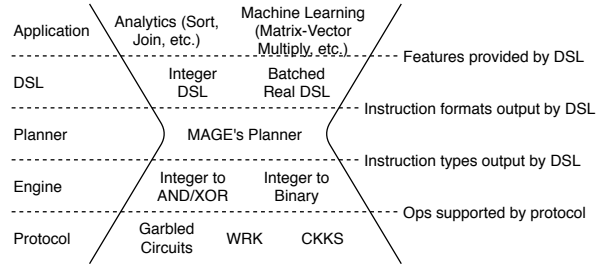 Application
Analytics (Sort,
Join, etc.)
Machine Learning
(Matrix-Vector
Multiply, etc.)
Features provided by DSL
DSL
Integer
DSL
Batched
Real DSL
Instruction formats output by DSL
Planner
MAGE's Planner
Instruction types output by DSL
Engine
Integer to
AND/XOR
Integer to
Binary
Ops supported by protocol
Protocol
Garbled
Circuits
WRK
CKKS